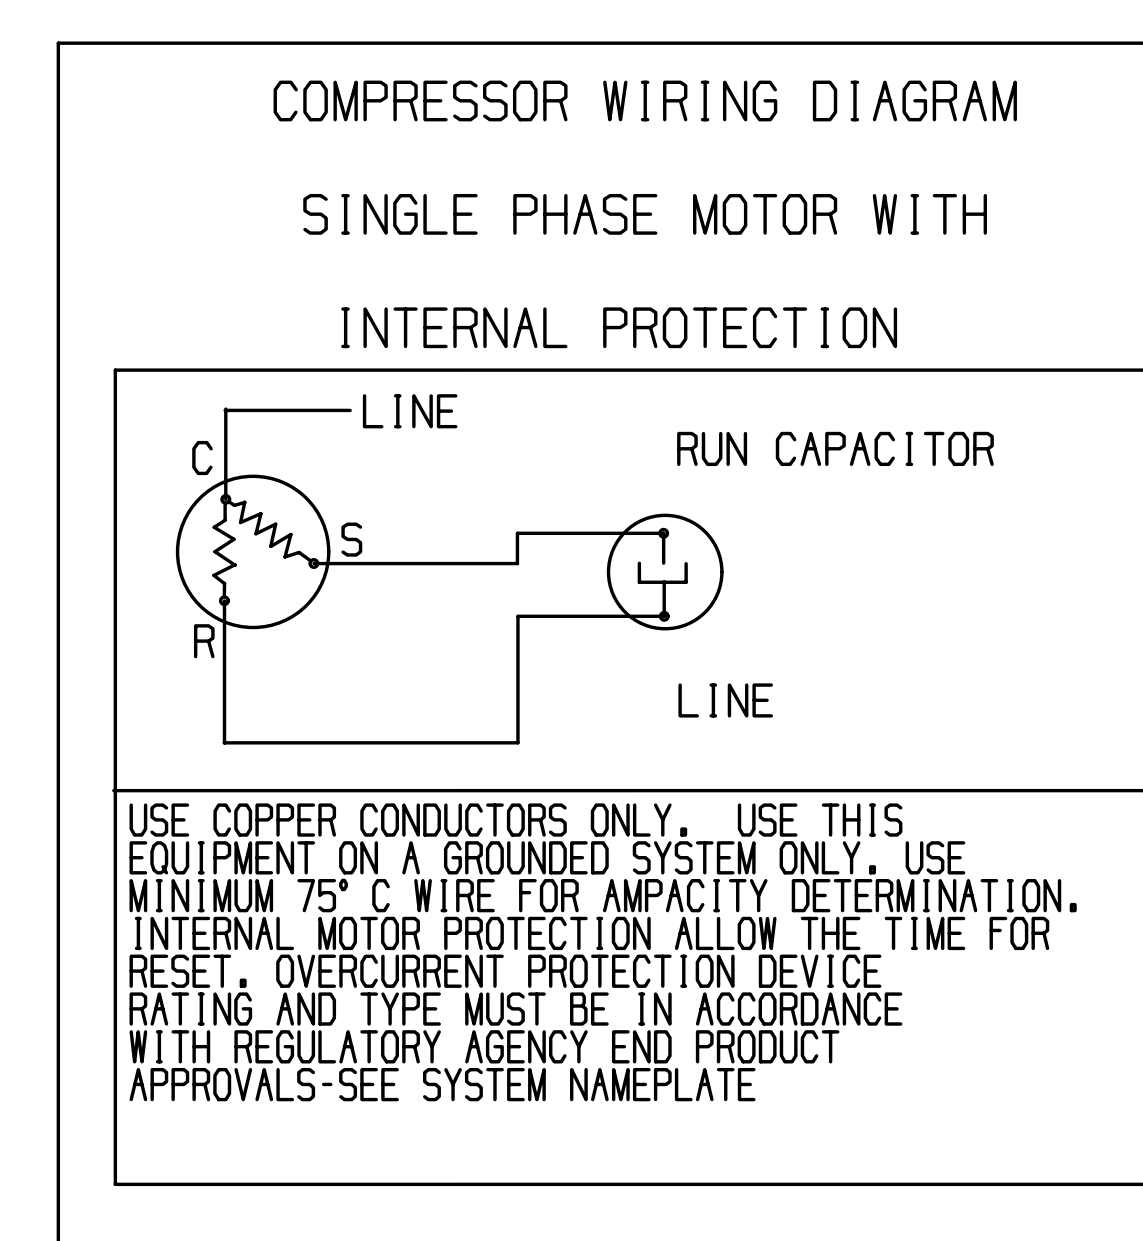 COMPRESSOR WIRING DIAGRAM
SINGLE PHASE MOTOR WITH
INTERNAL PROTECTION
LINE
C
RUN CAPACITOR
S
R
LINE
USE COPPER CONDUCTORS ONLY. USE THIS
EQUIPMENT ON A GROUNDED SYSTEM ONLY. USE
MINIMUM 75° C WIRE FOR AMPACITY DETERMINATION.
INTERNAL MOTOR PROTECTION ALLOW THE TIME FOR
RESET. OVERCURRENT PROTECTION DEVICE
RATING AND TYPE MUST BE IN ACCORDANCE
WITH REGULATORY AGENCY END PRODUCT
APPROVALS-SEE SYSTEM NAMEPLATE